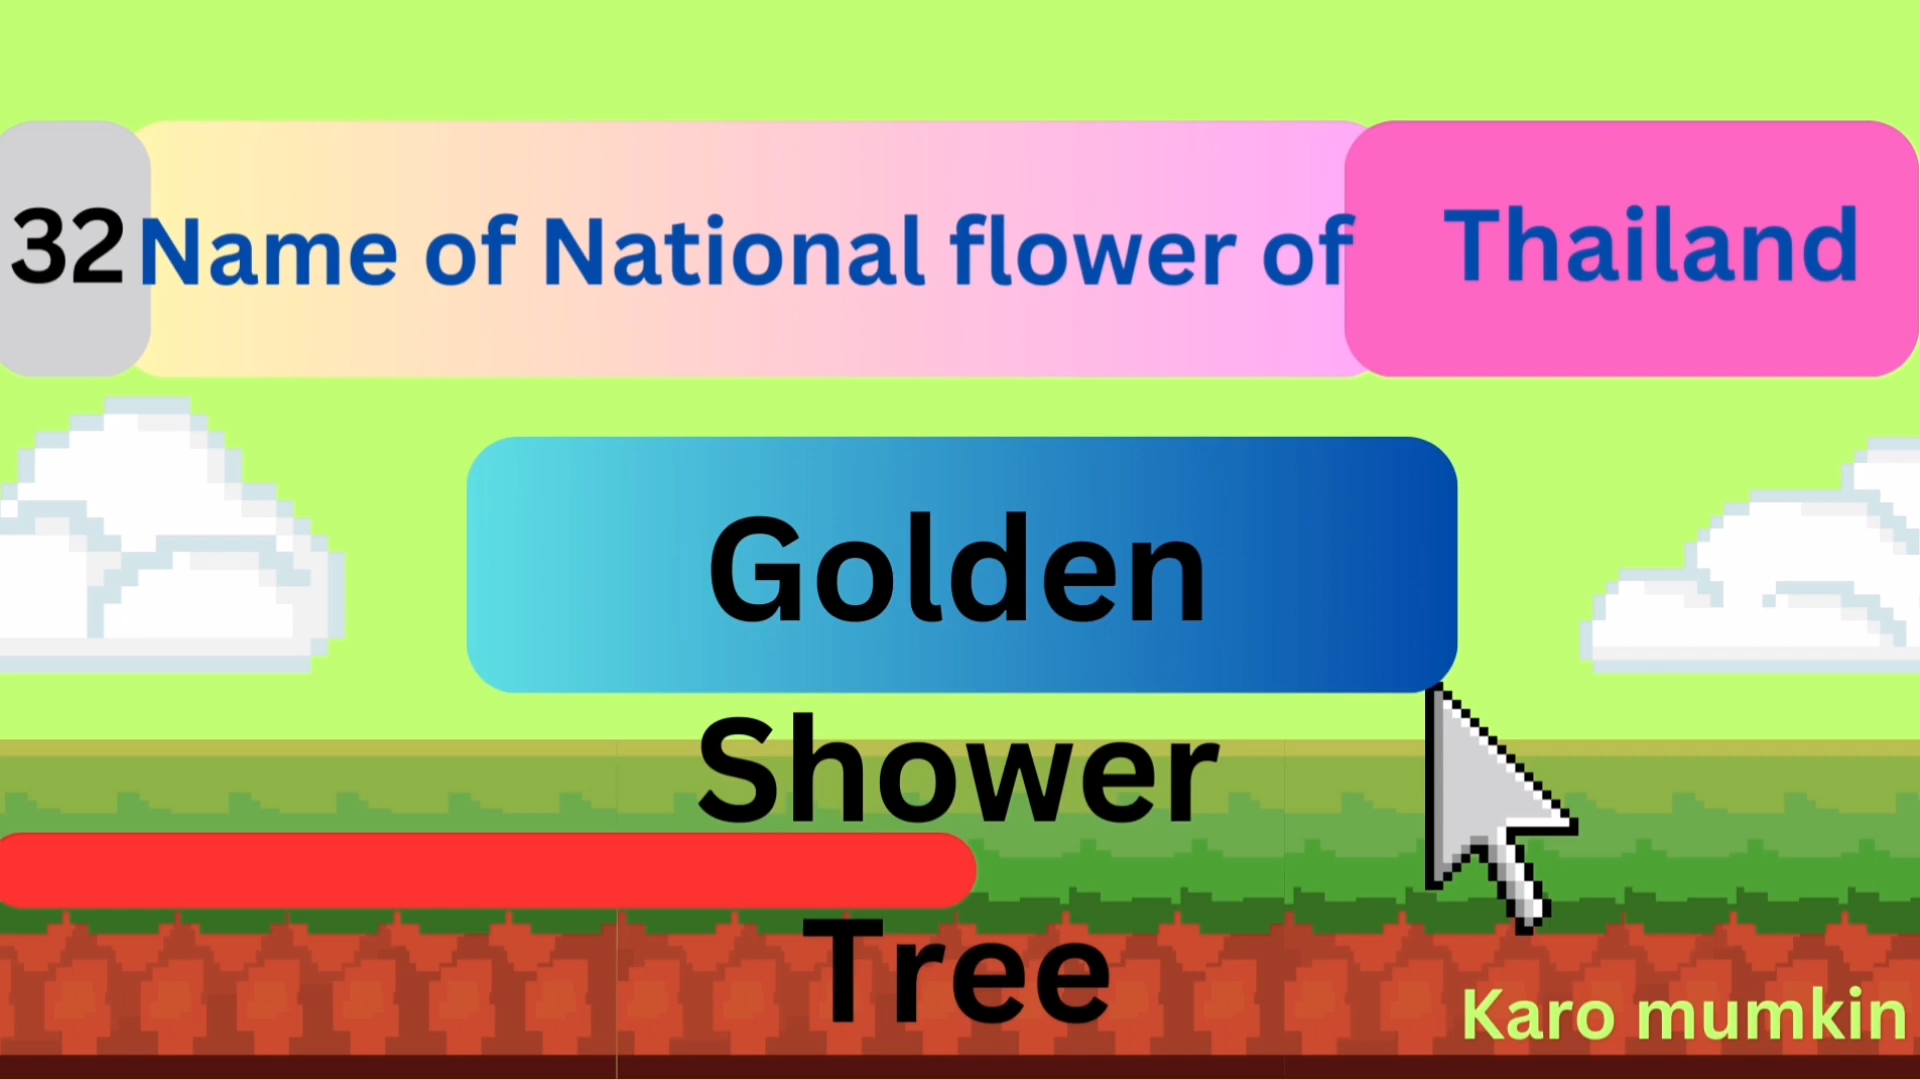 32 Name of National flower of Thailand
Golden
Shower
Tree
Karo mumkin